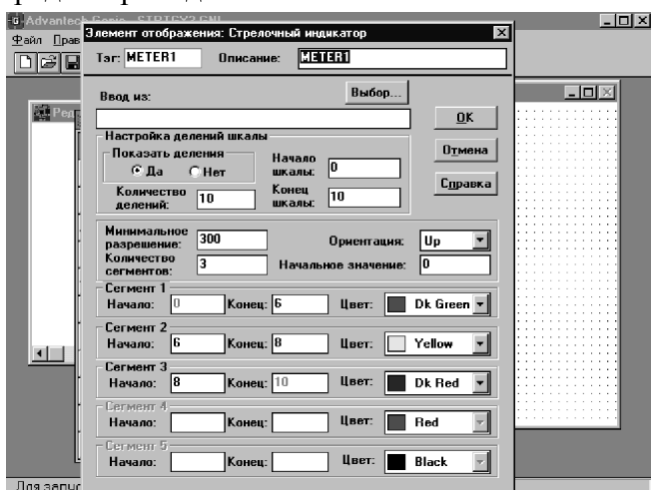 Advantech Genie - STRTGY2.GNI
Элемент отображения: Стрелочный индикатор
Файл
Тэг: METER1 Описание: METER1
Ввод из: Выбор...
OK
Настройка делений шкалы
Показать деления
Да Нет
Начало шкалы: 0
Отмена
Количество делений: 10
Конец шкалы: 10
Справка
Минимальное разрешение: 300
Ориентация: Up
Количество сегментов: 3
Начальное значение: 0
Сегмент 1
Начало: 0 Конец: 6 Цвет: Dk Green
Сегмент 2
Начало: 6 Конец: 8 Цвет: Yellow
Сегмент 3
Начало: 8 Конец: 10 Цвет: Dk Red
Сегмент 4
Начало: Конец: Цвет: Red
Сегмент 5
Начало: Конец: Цвет: Black
Для